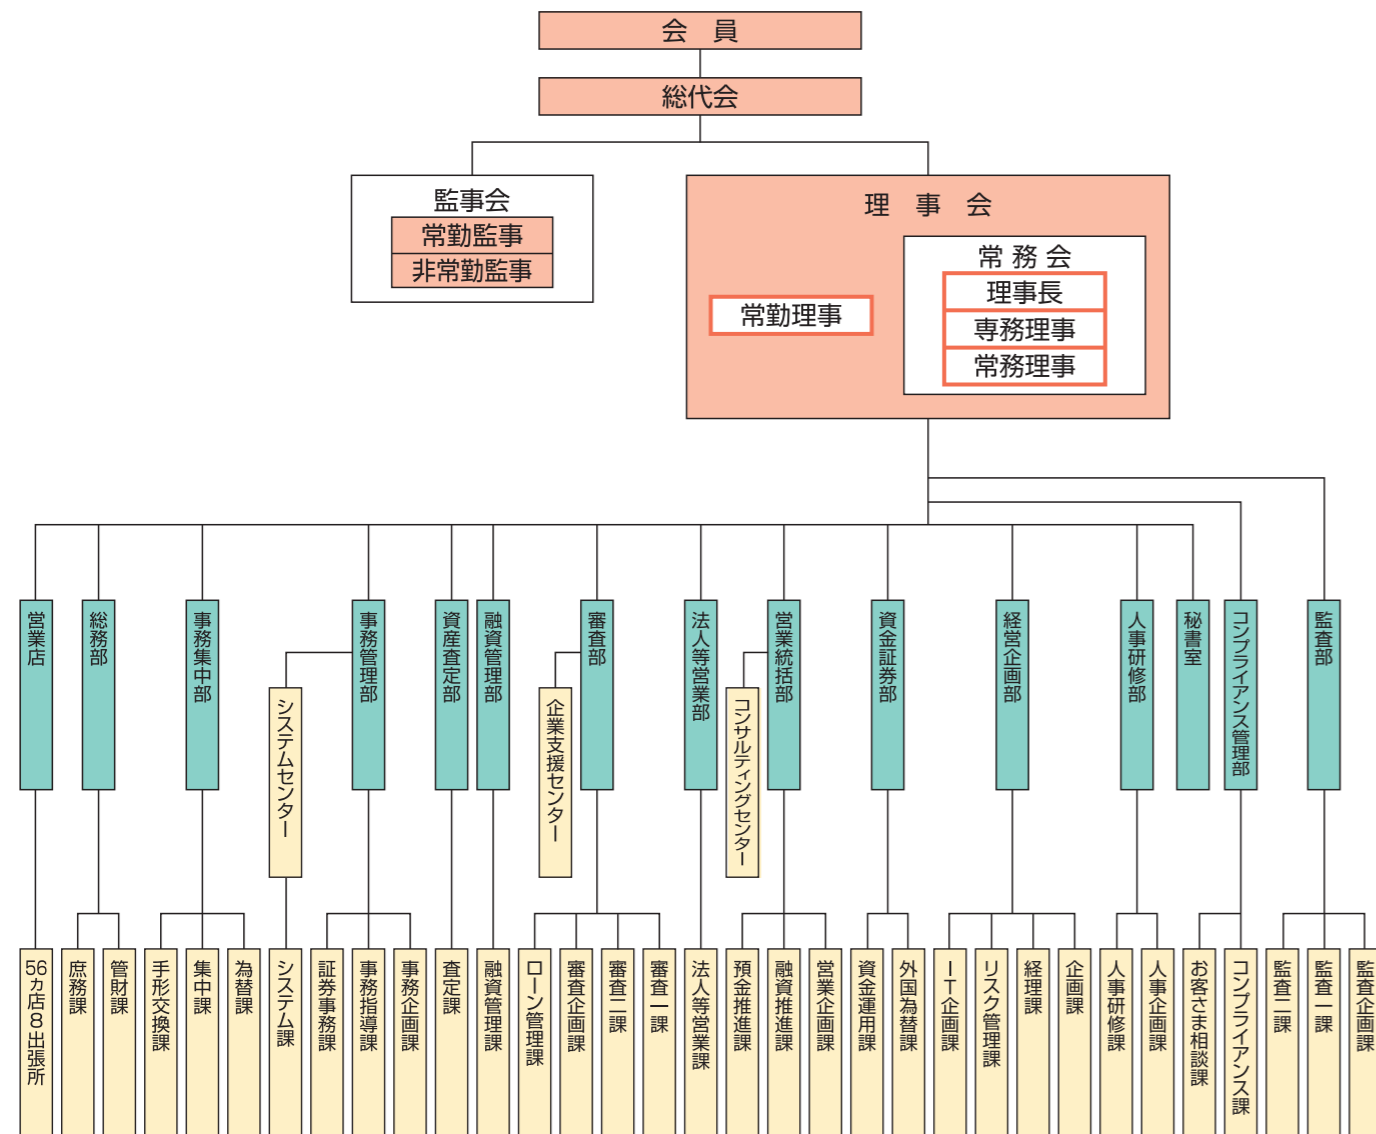 会 員
総代会
監事会
常勤監事
非常勤監事
理 事 会
常 務 会
理事長
専務理事
常務理事
常勤理事
営業店
総務部
事務集中部
事務管理部
資産査定部
融資管理部
審査部
法人等営業部
営業統括部
資金証券部
経営企画部
人事研修部
秘書室
コンプライアンス管理部
監査部
システムセンター
企業支援センター
コンサルティングセンター
56ヵ店8出張所
庶務課
管財課
手形交換課
集中課
為替課
システム課
証券事務課
事務指導課
事務企画課
査定課
融資管理課
ローン管理課
審査企画課
審査二課
審査一課
法人等営業課
預金推進課
融資推進課
営業企画課
資金運用課
外国為替課
IT企画課
リスク管理課
経理課
企画課
人事研修課
人事企画課
お客さま相談課
コンプライアンス課
監査二課
監査一課
監査企画課